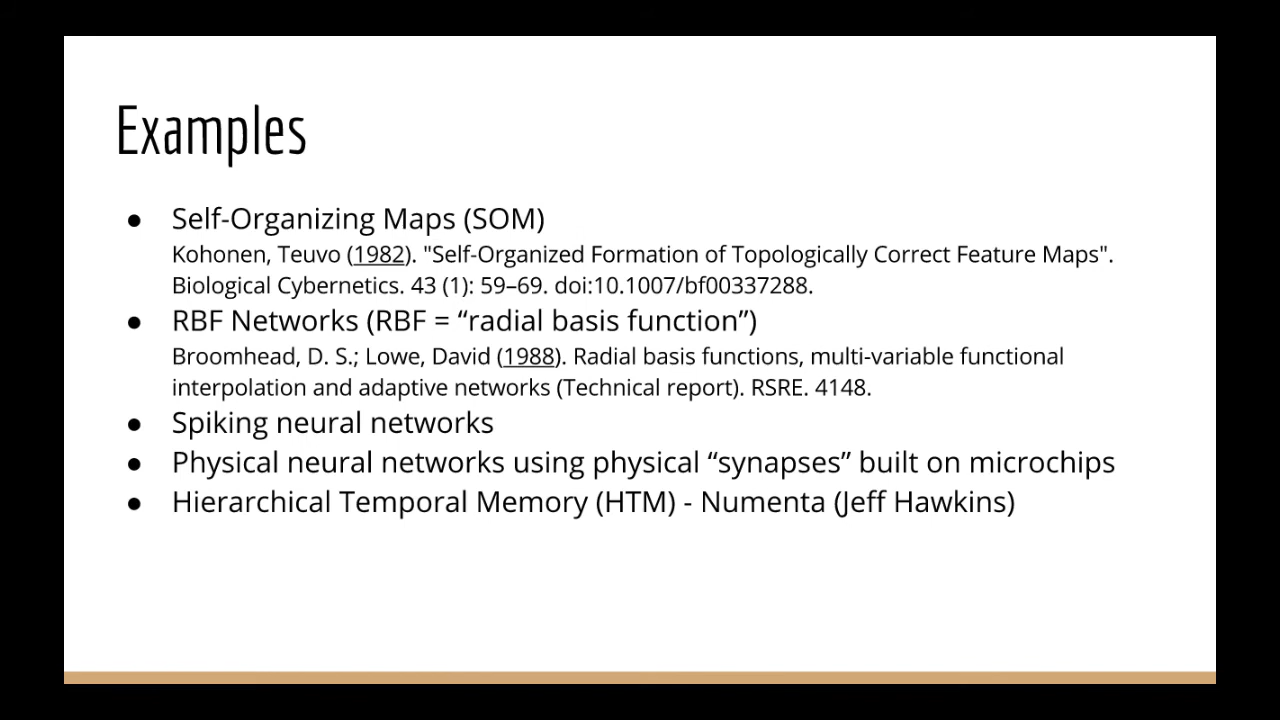 Examples
● Self-Organizing Maps (SOM)
Kohonen, Teuvo (1982). "Self-Organized Formation of Topologically Correct Feature Maps".
Biological Cybernetics. 43 (1): 59–69. doi:10.1007/bf00337288.
● RBF Networks (RBF = “radial basis function”)
Broomhead, D. S.; Lowe, David (1988). Radial basis functions, multi-variable functional
interpolation and adaptive networks (Technical report). RSRE. 4148.
● Spiking neural networks
● Physical neural networks using physical “synapses” built on microchips
● Hierarchical Temporal Memory (HTM) - Numenta (Jeff Hawkins)